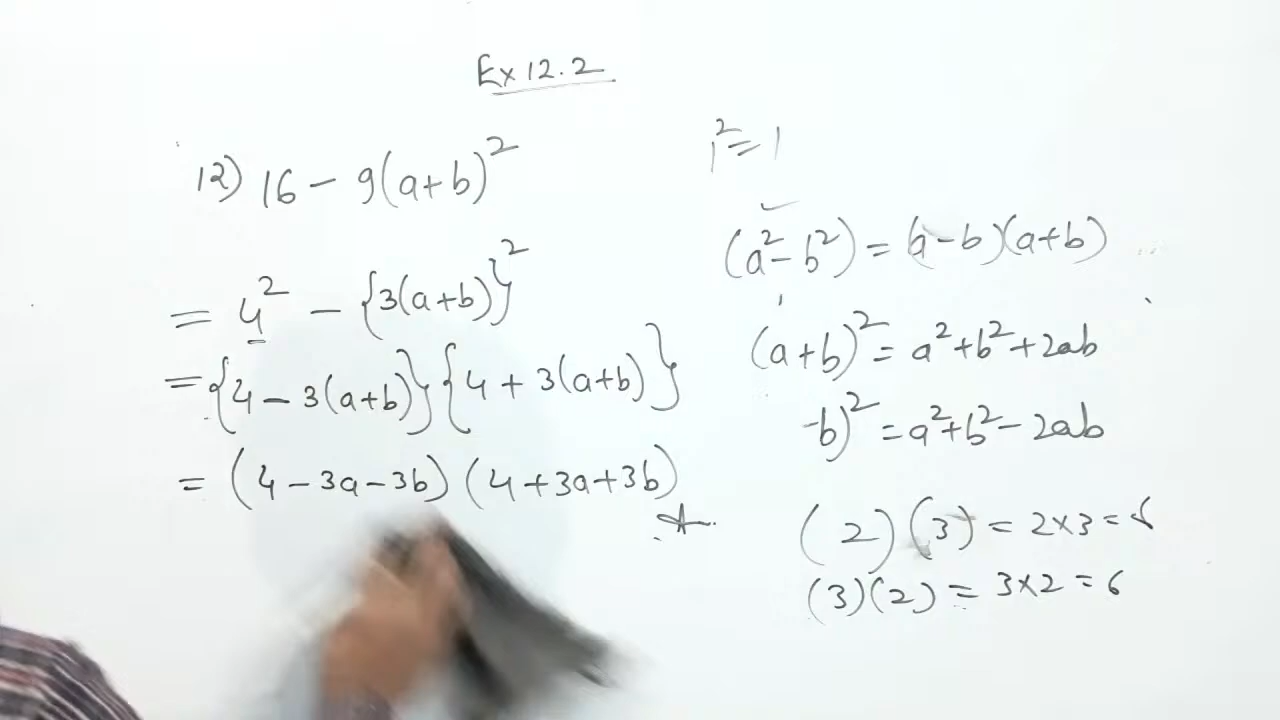 Ex 12.2
12) 16 - 9(a+b)²
= 4² - {3(a+b)}²
= {4 - 3(a+b)}{4 + 3(a+b)}
= (4 - 3a - 3b) (4 + 3a + 3b)
1² = 1
(a² - b²) = (a - b)(a + b)
(a + b)² = a² + b² + 2ab
-b)² = a² + b² - 2ab
(2)(3) = 2×3 = 6
(3)(2) = 3×2 = 6